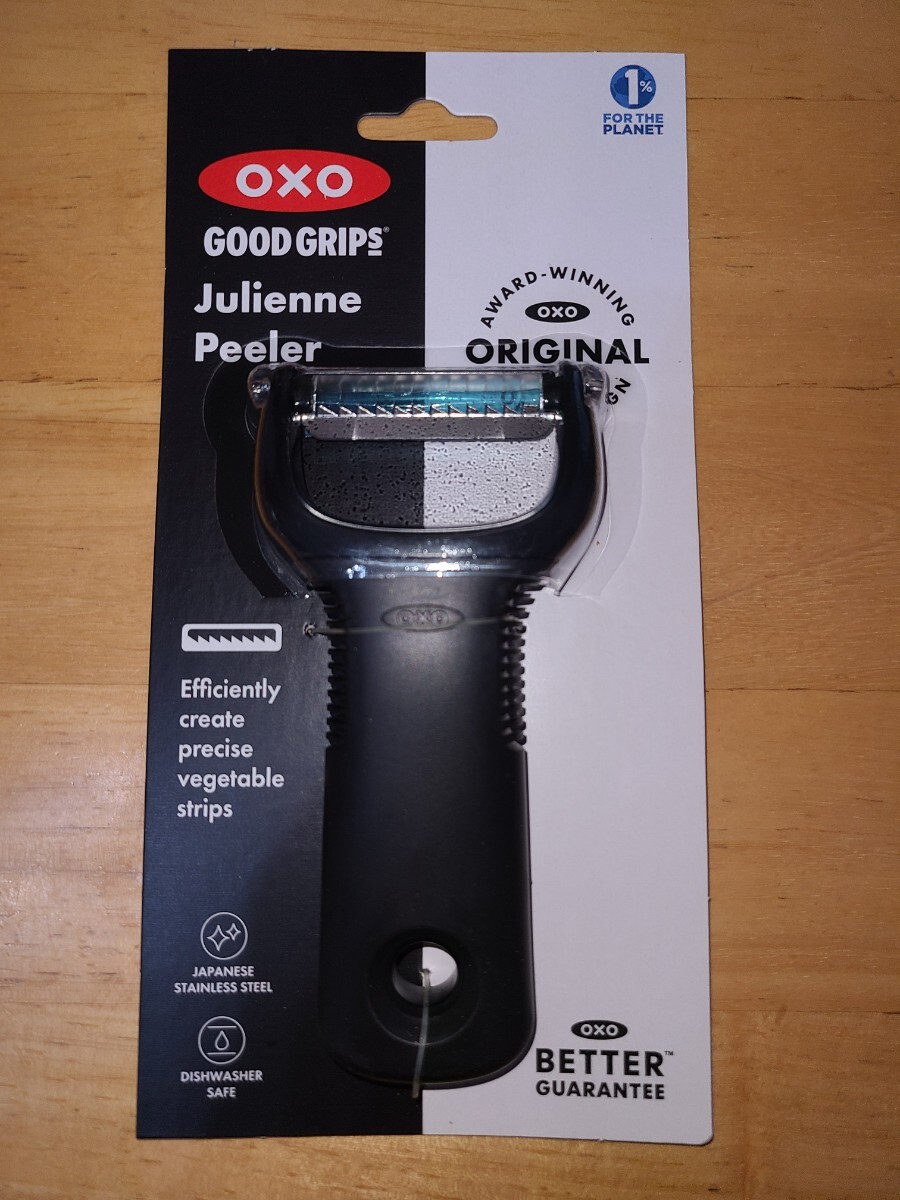 1%
FOR THE
PLANET
OXO
GOOD GRIPS®
Julienne
Peeler
AWARD-WINNING
OXO
ORIGINAL
OXO
Efficiently
create
precise
vegetable
strips
JAPANESE
STAINLESS STEEL
DISHWASHER
SAFE
OXO
BETTER™
GUARANTEE